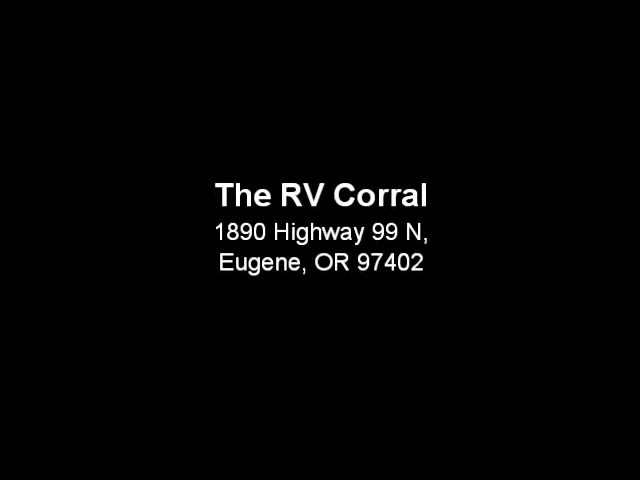 The RV Corral
1890 Highway 99 N,
Eugene, OR 97402